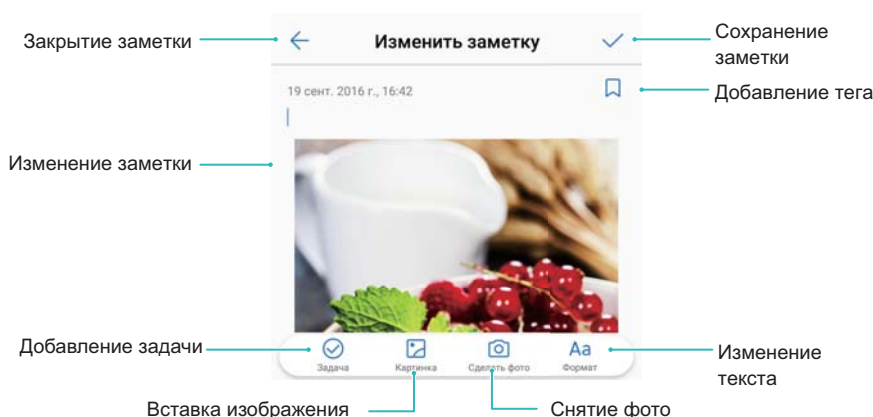 Закрытие заметки
Изменить заметку
Сохранение
заметки
19 сент. 2016 г., 16:42
Добавление тега
Изменение заметки
Добавление задачи
Задача
Картинка
Сделать фото
Aa
Формат
Изменение
текста
Вставка изображения
Снятие фото